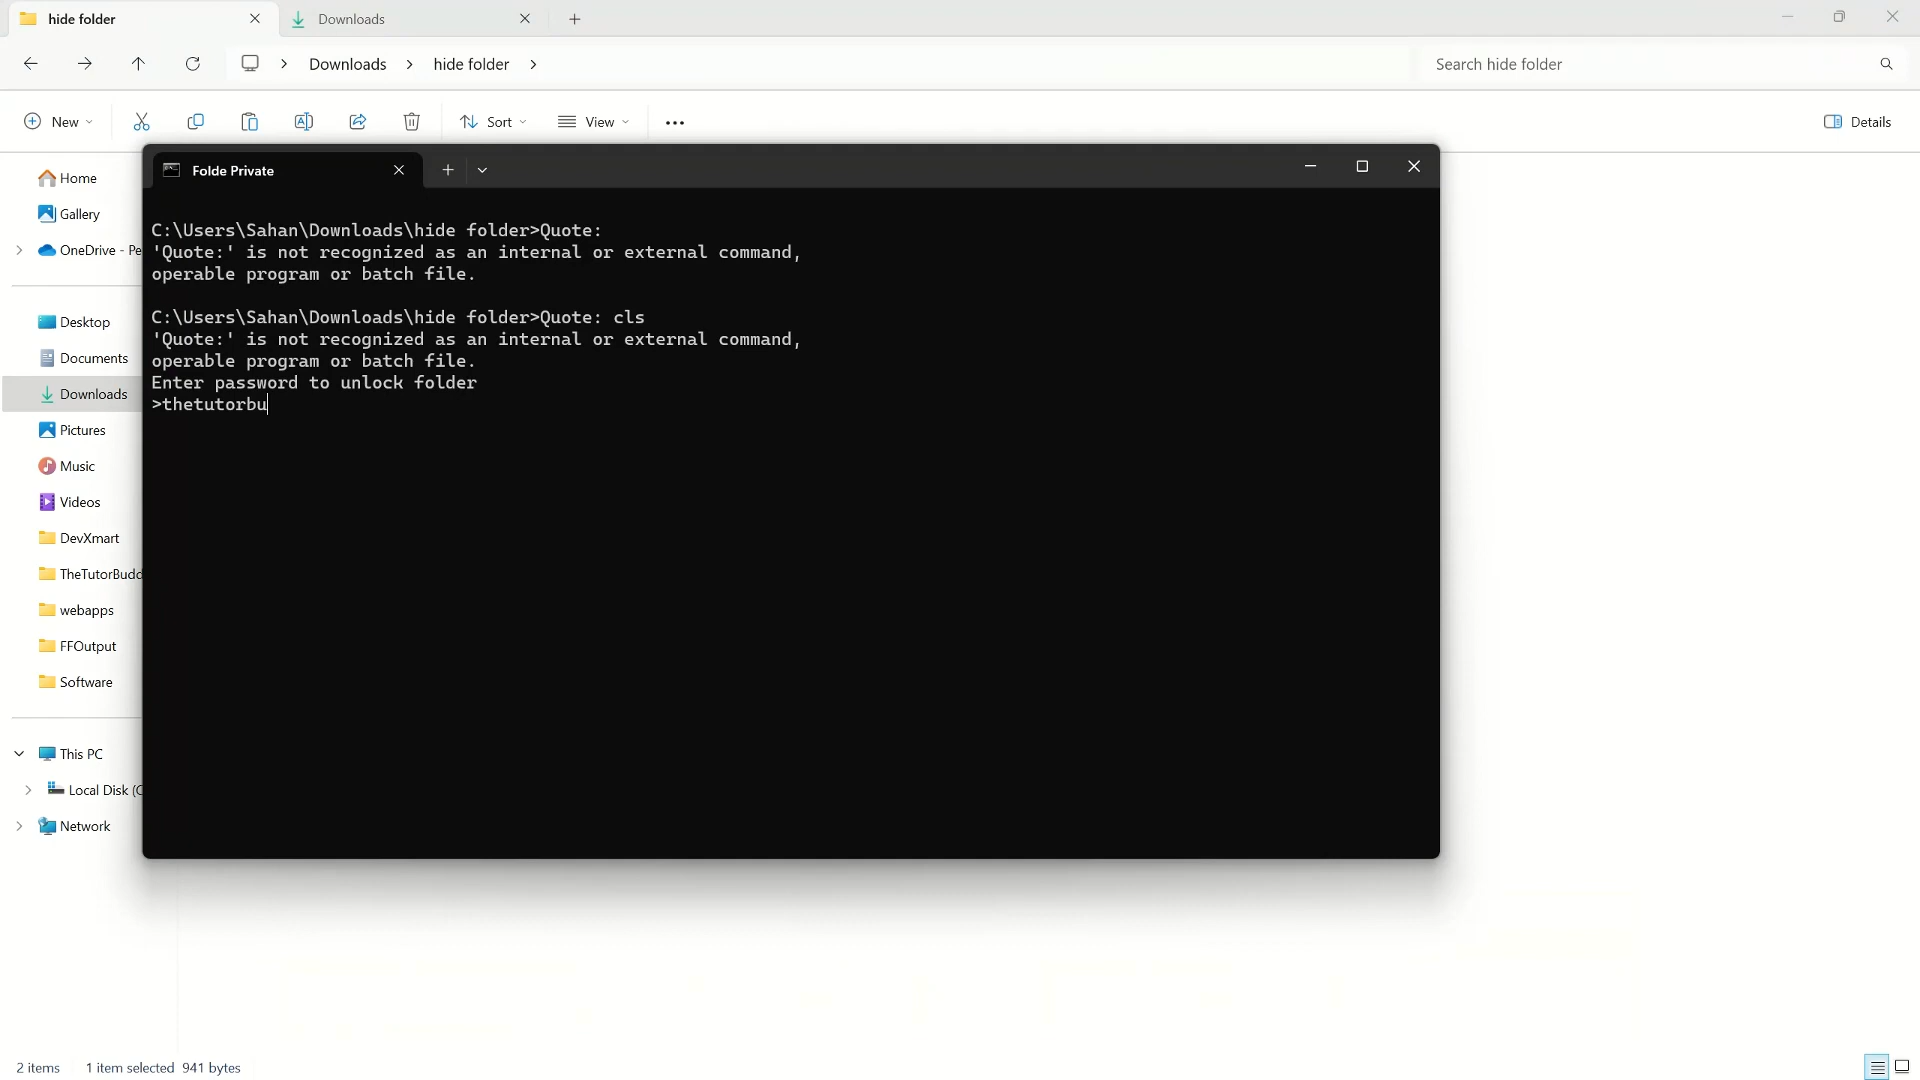 hide folder
Downloads
Downloads > hide folder >
Search hide folder
New
Sort
View
Details
Home
Gallery
OneDrive - Pe
Desktop
Documents
Downloads
Pictures
Music
Videos
DevXmart
TheTutorBudd
webapps
FFOutput
Software
This PC
Local Disk (C
Network
Folde Private
C:\Users\Sahan\Downloads\hide folder>Quote:
'Quote:' is not recognized as an internal or external command,
operable program or batch file.
C:\Users\Sahan\Downloads\hide folder>Quote: cls
'Quote:' is not recognized as an internal or external command,
operable program or batch file.
Enter password to unlock folder
>thetutorbu
2 items
1 item selected 941 bytes